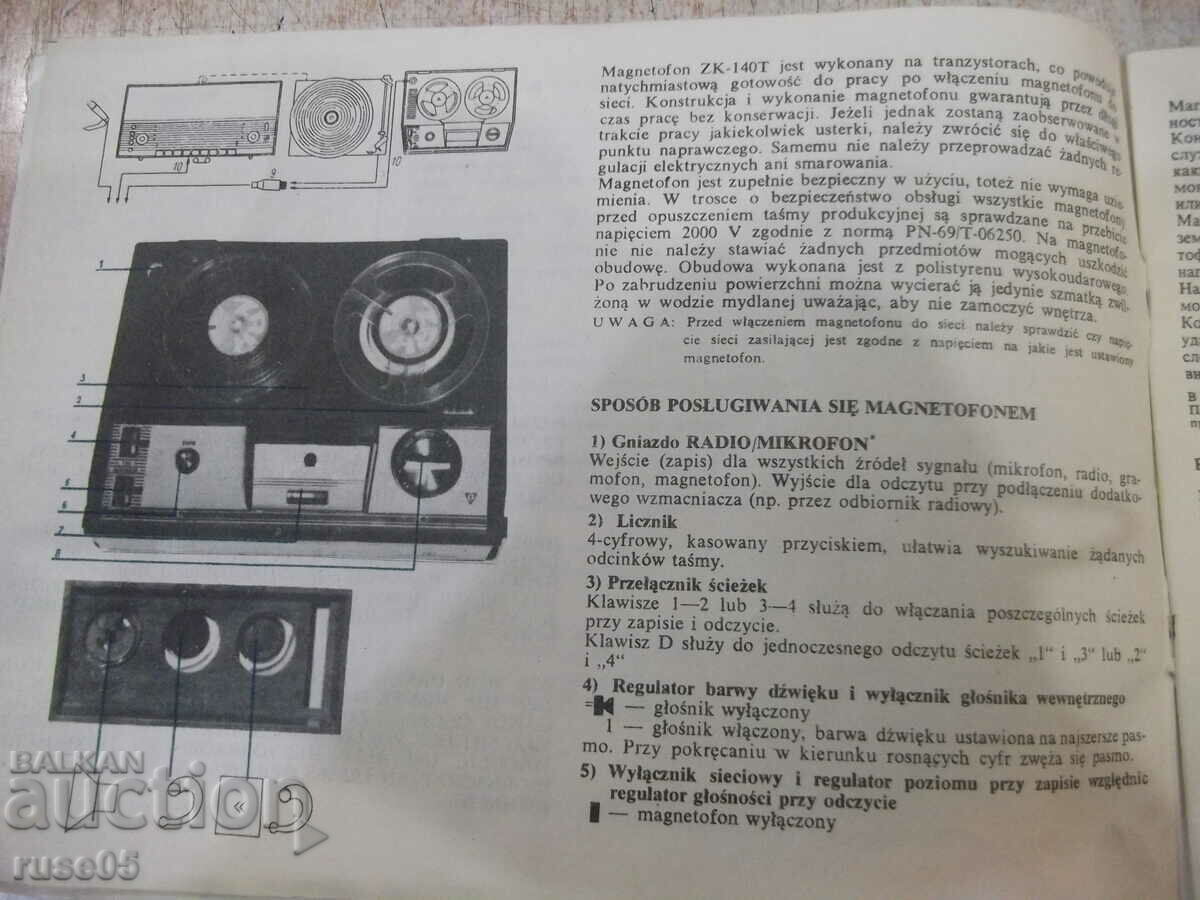 Magnetofon ZK-140T jest wykonany na tranzystorach, co powoduje
natychmiastową gotowość do pracy po włączeniu magnetofonu do
sieci. Konstrukcja i wykonanie magnetofonu gwarantują przez długi
czas pracę bez konserwacji. Jeżeli jednak zostaną zaobserwowane w
trakcie pracy jakiekolwiek usterki, należy zwrócić się do właściwego
punktu naprawczego. Samemu nie należy przeprowadzać żadnych re-
gulacji elektrycznych ani smarowania.
Magnetofon jest zupełnie bezpieczny w użyciu, toteż nie wymaga uzie-
mienia. W trosce o bezpieczeństwo obsługi wszystkie magnetofony
przed opuszczeniem taśmy produkcyjnej są sprawdzane na przebicie
napięciem 2000 V zgodnie z normą PN-69/T-06250. Na magnetofo-
nie nie należy stawiać żadnych przedmiotów mogących uszkodzić
obudowę. Obudowa wykonana jest z polistyrenu wysokoudarowego.
Po zabrudzeniu powierzchni można wycierać ją jedynie szmatką zwil-
żoną w wodzie mydlanej uważając, aby nie zamoczyć wnętrza.
UWAGA: Przed włączeniem magnetofonu do sieci należy sprawdzić czy napię-
cie sieci zasilającej jest zgodne z napięciem na jakie jest ustawiony
magnetofon.
SPOSÓB POSŁUGIWANIA SIĘ MAGNETOFONEM
1) Gniazdo RADIO/MIKROFON*
Wejście (zapis) dla wszystkich źródeł sygnału (mikrofon, radio, gra-
mofon, magnetofon). Wyjście dla odczytu przy podłączeniu dodatko-
wego wzmacniacza (np. przez odbiornik radiowy).
2) Licznik
4-cyfrowy, kasowany przyciskiem, ułatwia wyszukiwanie żądanych
odcinków taśmy.
3) Przełącznik ścieżek
Klawisze 1—2 lub 3—4 służą do włączania poszczególnych ścieżek
przy zapisie i odczycie.
Klawisz D służy do jednoczesnego odczytu ścieżek „1" i „3" lub „2"
i „4"
4) Regulator barwy dźwięku i wyłącznik głośnika wewnętrznego
— głośnik wyłączony
1 — głośnik włączony, barwa dźwięku ustawiona na najszersze pas-
mo. Przy pokręcaniu w kierunku rosnących cyfr zwęża się pasmo.
5) Wyłącznik sieciowy i regulator poziomu przy zapisie względnie
regulator głośności przy odczycie
— magnetofon wyłączony
10
9
10
1
3
2
4
5
6
7
8
«
BALKAN
auction
ruse05